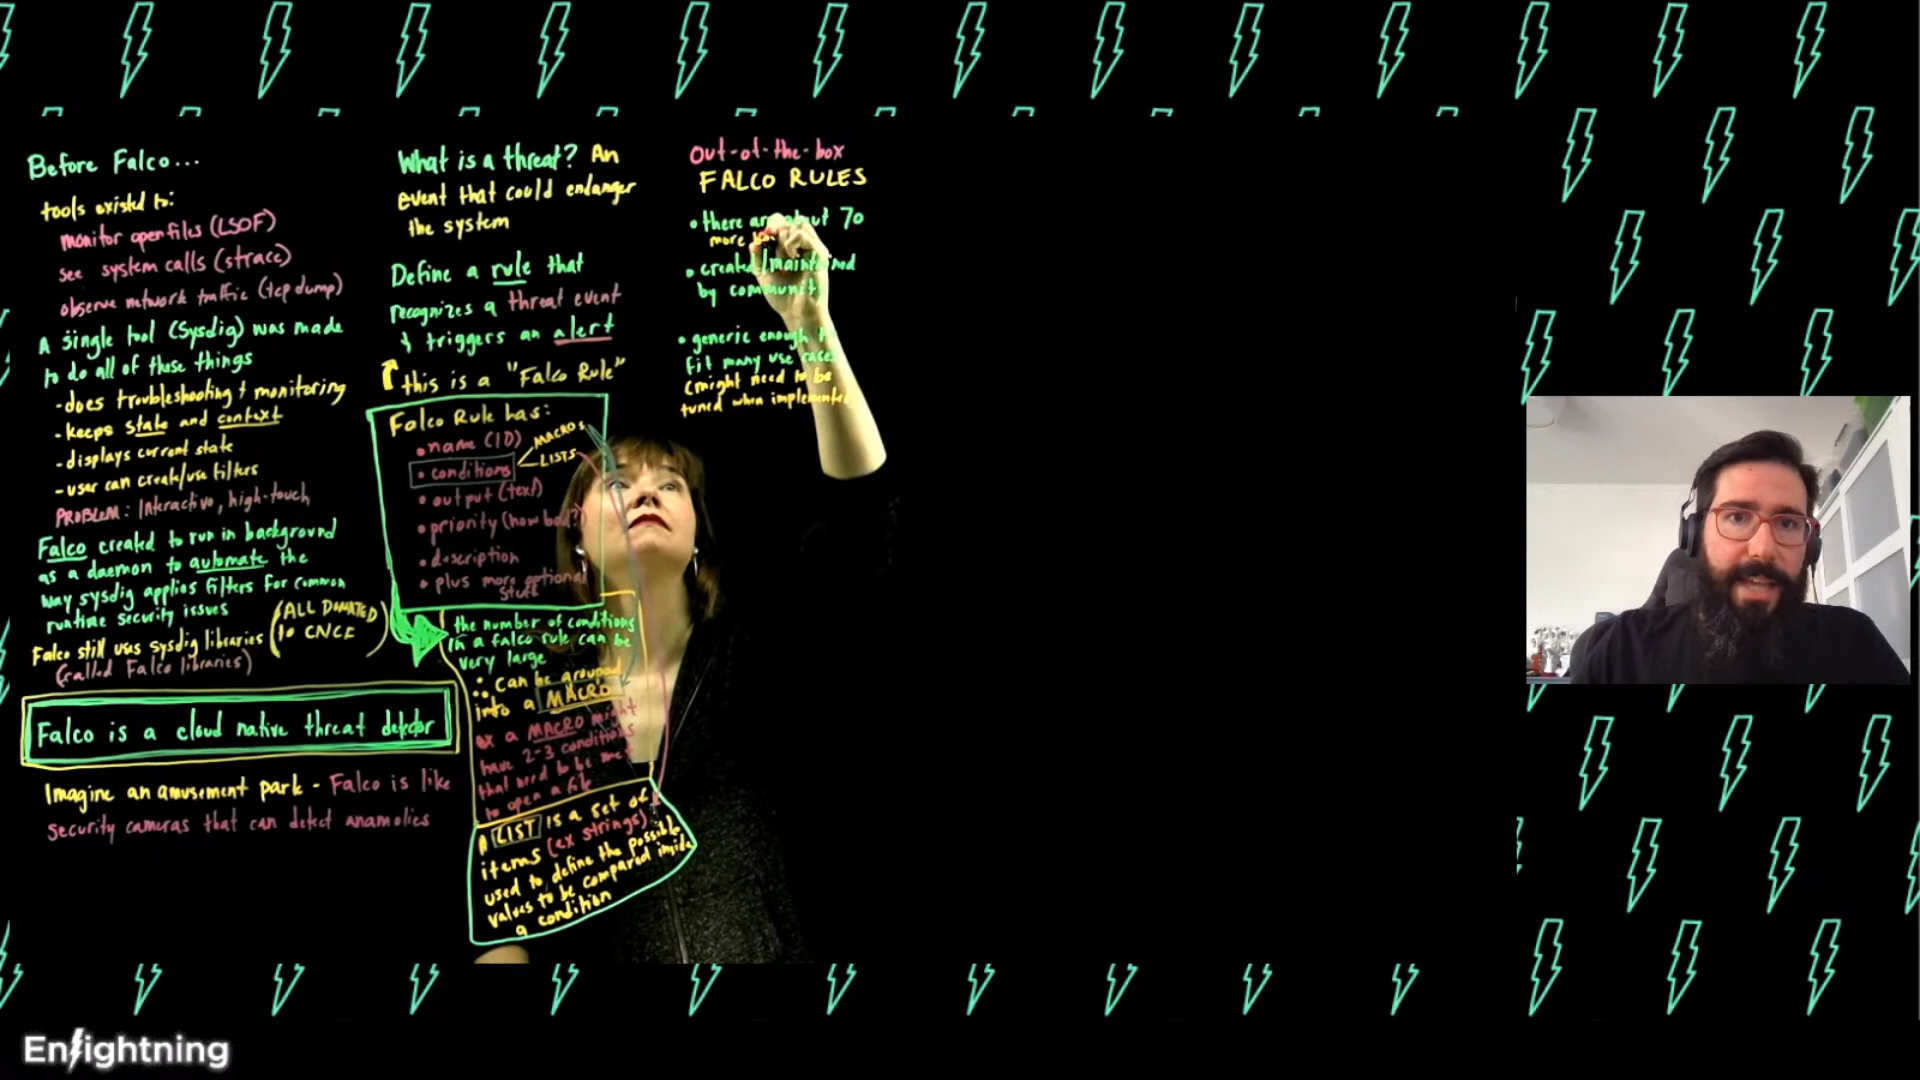 Before Falco...
tools existed to:
monitor open files (LSOF)
see system calls (strace)
observe network traffic (tcp dump)
A single tool (Sysdig) was made
to do all of these things
- does troubleshooting + monitoring
- keeps state and context
- displays current state
- user can create/use filters
PROBLEM: Interactive, high-touch
Falco created to run in background
as a daemon to automate the
way sysdig applies filters for common
runtime security issues
(ALL DONATED
to CNCF
Falco still uses sysdig libraries
(called Falco libraries)
Falco is a cloud native threat detector
Imagine an amusement park - Falco is like
security cameras that can detect anamolies
What is a threat? An
event that could endanger
the system
Define a rule that
recognizes a threat event
+ triggers an alert
this is a "Falco Rule"
Falco Rule has:
• name (ID)
• conditions
MACROS
LISTS
• output (text)
• priority (how bad?)
• description
• plus more optional
stuff
the number of conditions
in a falco rule can be
very large
∴ Can be grouped
into a MACRO
ex a MACRO might
have 2-3 conditions
that need to be met
to open a file
A LIST is a set of
items (ex strings)
used to define the possible
values to be compared inside
a condition
Out-of-the-box
FALCO RULES
• there are about 70
more
• created/maintained
by community
• generic enough to
fit many use cases
(might need to be
tuned when implemented
Enlightning